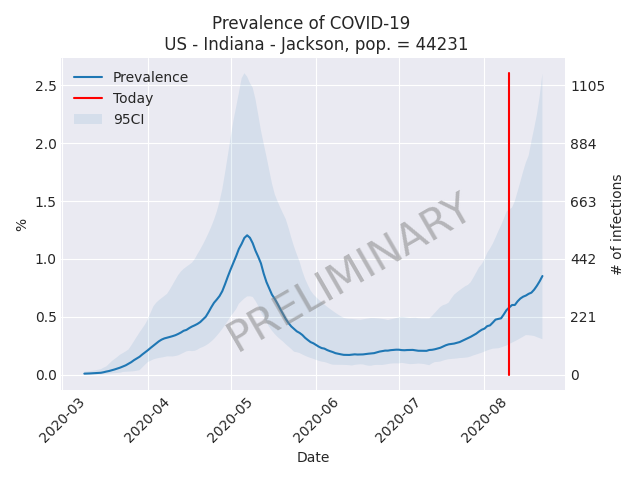 Prevalence of COVID-19
US - Indiana - Jackson, pop. = 44231
Prevalence
Today
95CI
2.5
2.0
1.5
1.0
0.5
0.0
%
1105
884
663
442
221
0
# of infections
PRELIMINARY
2020-03
2020-04
2020-05
2020-06
2020-07
2020-08
Date